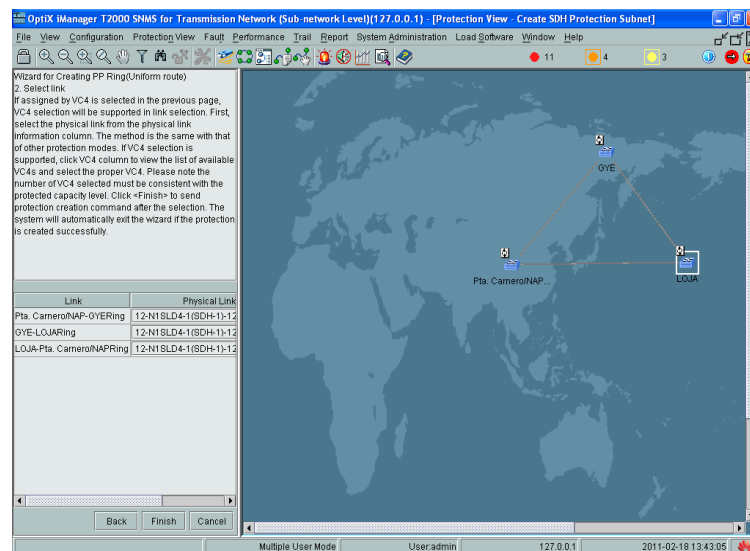 OptiX iManager T2000 SNMS for Transmission Network (Sub-network Level)(127.0.0.1) - [Protection View - Create SDH Protection Subnet]
File View Configuration Protection View Fault Performance Trail Report System Administration Load Software Window Help
11 4 3
Wizard for Creating PP Ring(Uniform route)
2. Select link
If assigned by VC4 is selected in the previous page,
VC4 selection will be supported in link selection. First,
select the physical link from the physical link
information column. The method is the same with that
of other protection modes. If VC4 selection is
supported, click VC4 column to view the list of available
VC4s and select the proper VC4. Please note the
number of VC4 selected must be consistent with the
protected capacity level. Click <Finish> to send
protection creation command after the selection. The
system will automatically exit the wizard if the protection
is created successfully.
GYE
Pta. Carnero/NAP...
LOJA
Link Physical Link
Pta. Carnero/NAP-GYERing 12-N1SLD4-1(SDH-1)-12
GYE-LOJARing 12-N1SLD4-1(SDH-1)-12
LOJA-Pta. Carnero/NAPRing 12-N1SLD4-1(SDH-1)-12
Back Finish Cancel
Multiple User Mode User:admin 127.0.0.1 2011-02-18 13:43:05